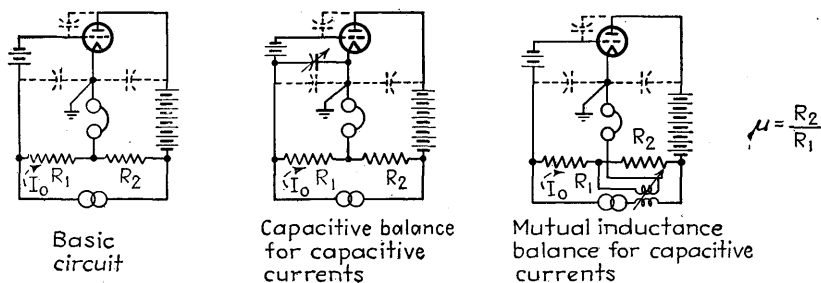 I₀ R₁ R₂
Basic
circuit
I₀ R₁ R₂
Capacitive balance
for capacitive
currents
R₂
I₀ R₁
Mutual inductance
balance for capacitive
currents
μ = R₂/R₁